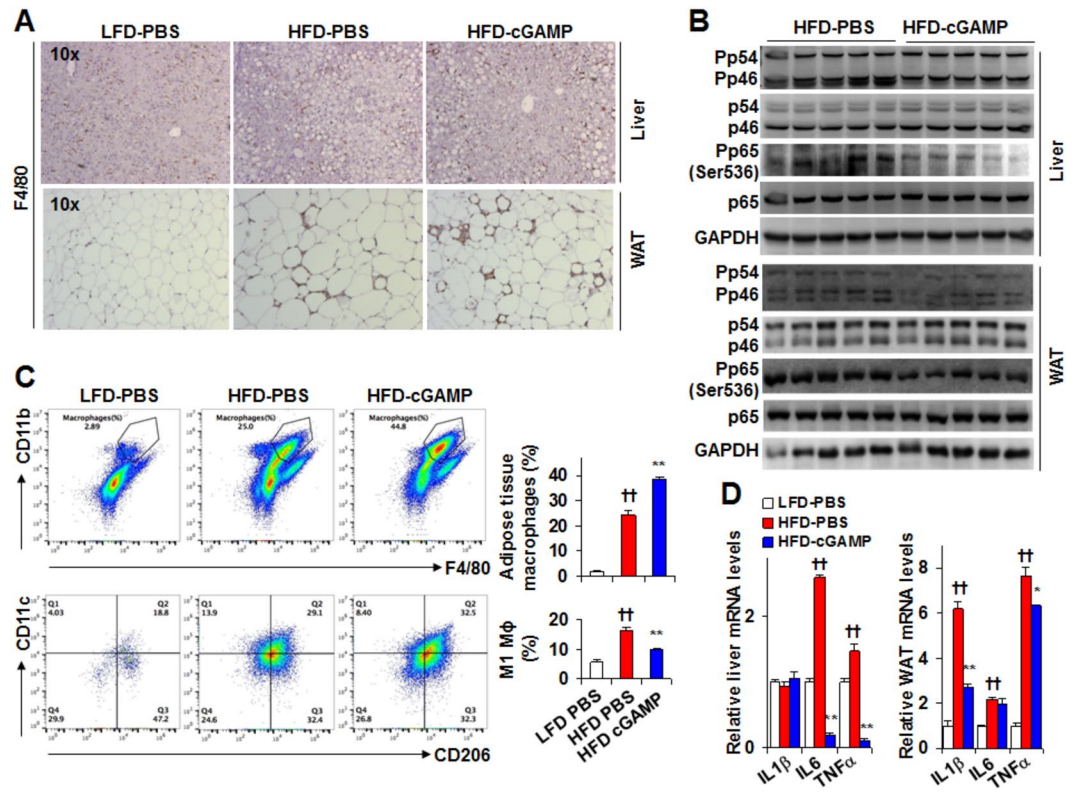 A
LFD-PBS HFD-PBS HFD-cGAMP
F4/80
10x
Liver
10x
WAT
B
HFD-PBS HFD-cGAMP
Pp54
Pp46
p54
p46
Pp65
(Ser536)
p65
GAPDH
Liver
Pp54
Pp46
p54
p46
Pp65
(Ser536)
p65
GAPDH
WAT
C
LFD-PBS HFD-PBS HFD-cGAMP
CD11b
Macrophages(%)
2.89
Macrophages(%)
25.0
Macrophages(%)
44.8
F4/80
CD11c
Q1
4.03
Q2
18.8
Q4
29.9
Q3
47.2
Q1
13.9
Q2
29.1
Q4
24.6
Q3
32.4
Q1
8.40
Q2
32.5
Q4
26.8
Q3
32.3
CD206
Adipose tissue
macrophages (%)
40
30
20
10
0
††
**
M1 Mϕ
(%)
20
10
0
††
**
LFD PBS
HFD PBS
HFD cGAMP
D
LFD-PBS
HFD-PBS
HFD-cGAMP
Relative liver mRNA levels
2
0
††
**
††
**
IL1β IL6 TNFα
Relative WAT mRNA levels
8
6
4
2
0
††
**
††
††
*
IL1β IL6 TNFα